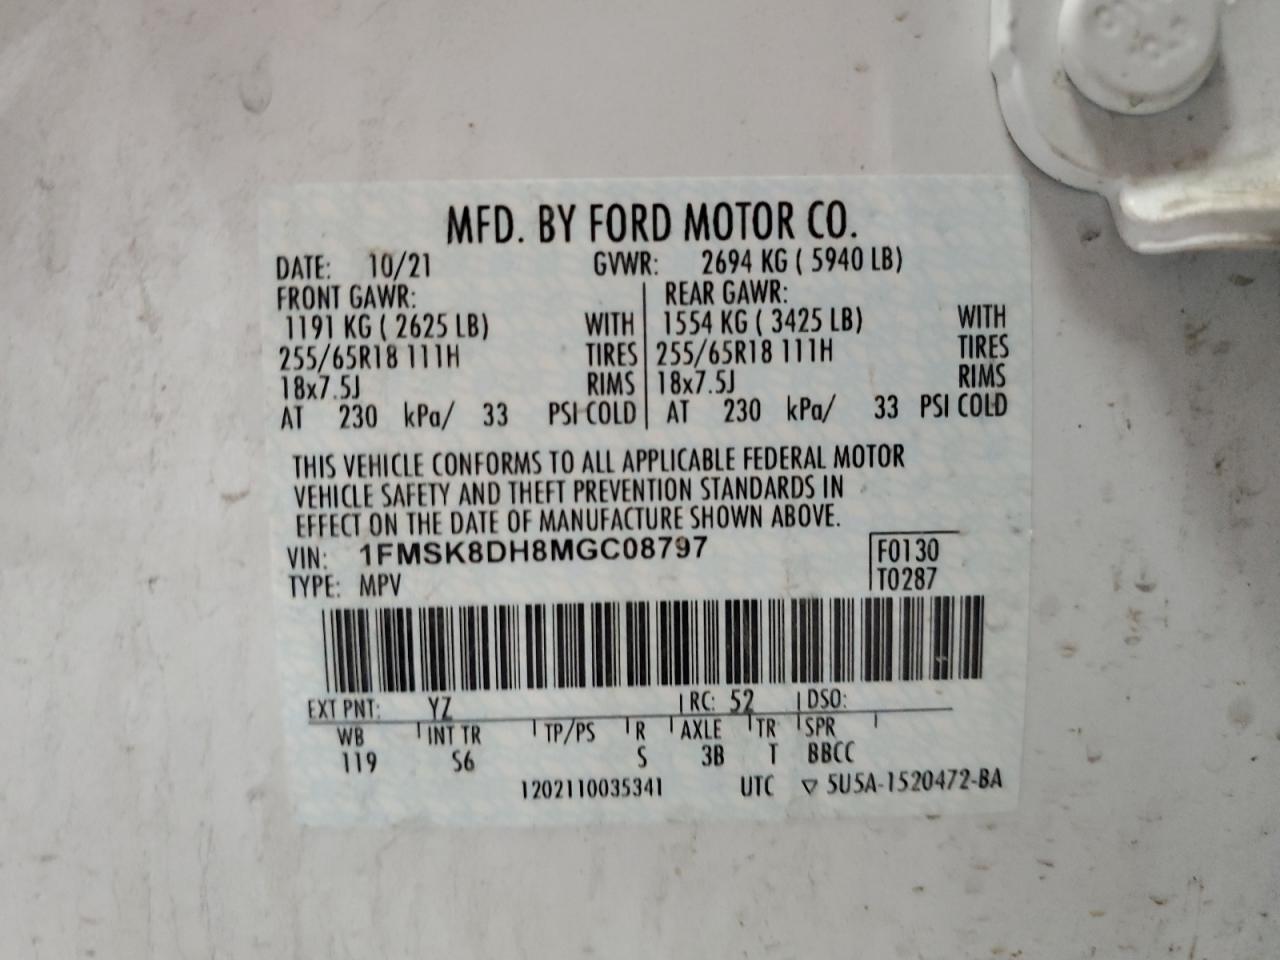 MFD. BY FORD MOTOR CO.
DATE: 10/21 GVWR: 2694 KG ( 5940 LB)
FRONT GAWR: REAR GAWR:
1191 KG ( 2625 LB) WITH 1554 KG ( 3425 LB) WITH
255/65R18 111H TIRES 255/65R18 111H TIRES
18x7.5J RIMS 18x7.5J RIMS
AT 230 kPa/ 33 PSI COLD AT 230 kPa/ 33 PSI COLD
THIS VEHICLE CONFORMS TO ALL APPLICABLE FEDERAL MOTOR
VEHICLE SAFETY AND THEFT PREVENTION STANDARDS IN
EFFECT ON THE DATE OF MANUFACTURE SHOWN ABOVE.
VIN: 1FMSK8DH8MGC08797 F0130
TYPE: MPV T0287
EXT PNT: YZ RC: 52 DSO:
WB INT TR TP/PS R AXLE TR SPR
119 S6 S 3B T BBCC
1202110035341 UTC ▽ 5U5A-1520472-BA